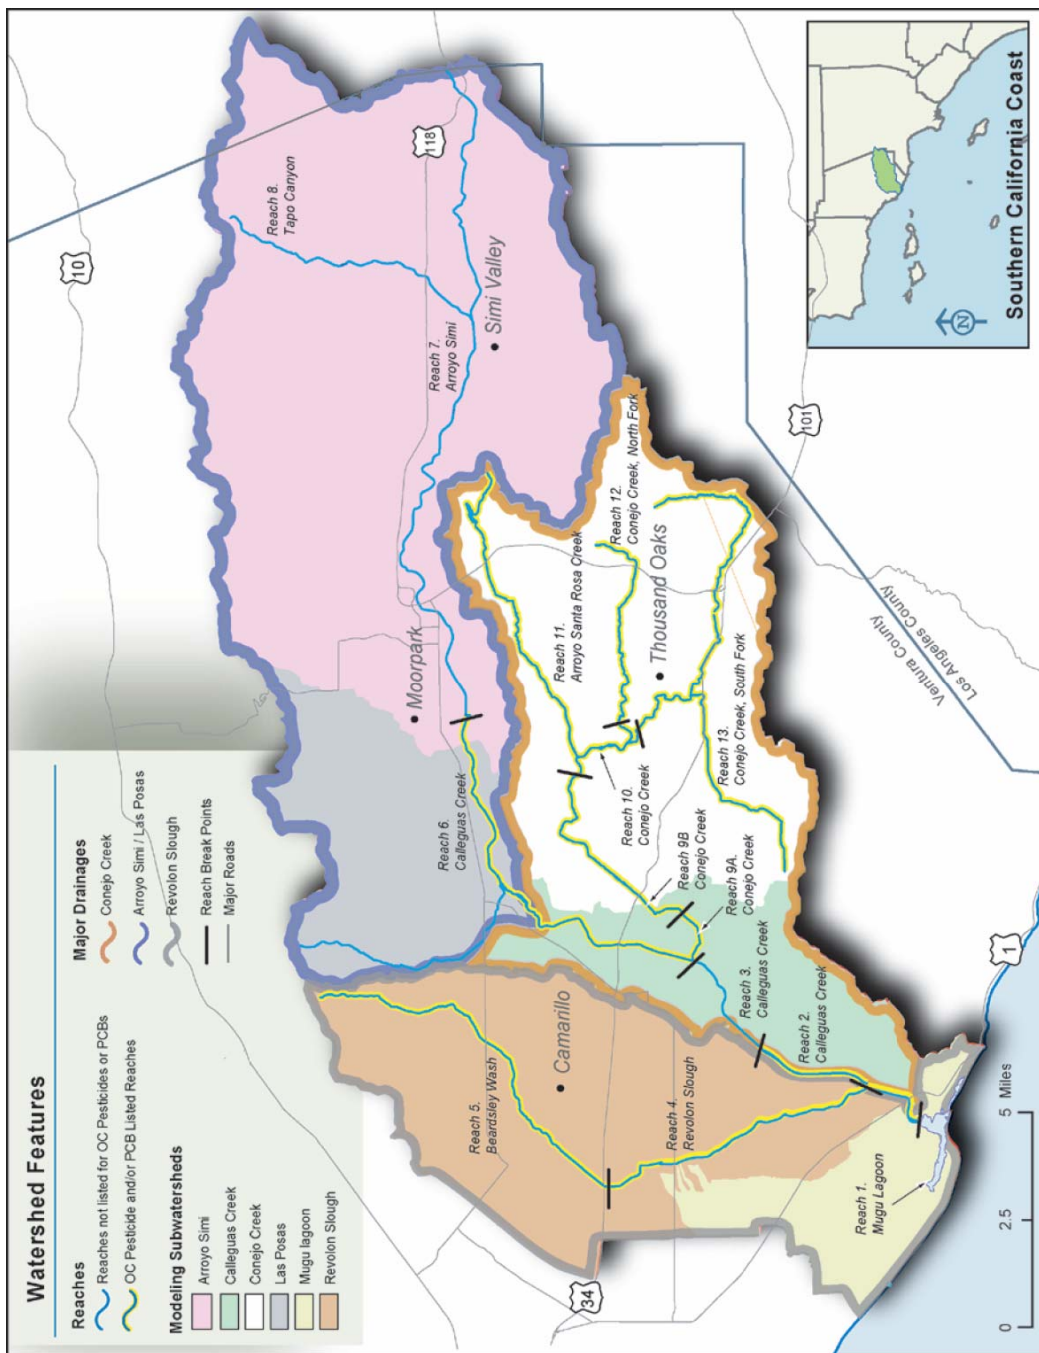 Watershed Features
Reaches
Reaches not listed for OC Pesticides or PCBs
OC Pesticide and/or PCB Listed Reaches
Modeling Subwatersheds
Arroyo Simi
Calleguas Creek
Conejo Creek
Las Posas
Mugu lagoon
Revolon Slough
Major Drainages
Conejo Creek
Arroyo Simi / Las Posas
Revolon Slough
Reach Break Points
Major Roads
10
118
Reach 8.
Tapo Canyon
Reach 7.
Arroyo Simi
Simi Valley
Moorpark
Reach 6.
Calleguas Creek
Reach 12.
Conejo Creek, North Fork
Reach 11.
Arroyo Santa Rosa Creek
Thousand Oaks
Reach 13.
Conejo Creek, South Fork
Reach 10.
Conejo Creek
Reach 9B
Conejo Creek
Reach 9A.
Conejo Creek
Reach 5.
Beardsley Wash
Camarillo
Reach 4.
Revolon Slough
Reach 3.
Calleguas Creek
Reach 2.
Calleguas Creek
Reach 1.
Mugu Lagoon
34
101
1
Ventura County
Los Angeles County
0 2.5 5 Miles
N
Southern California Coast